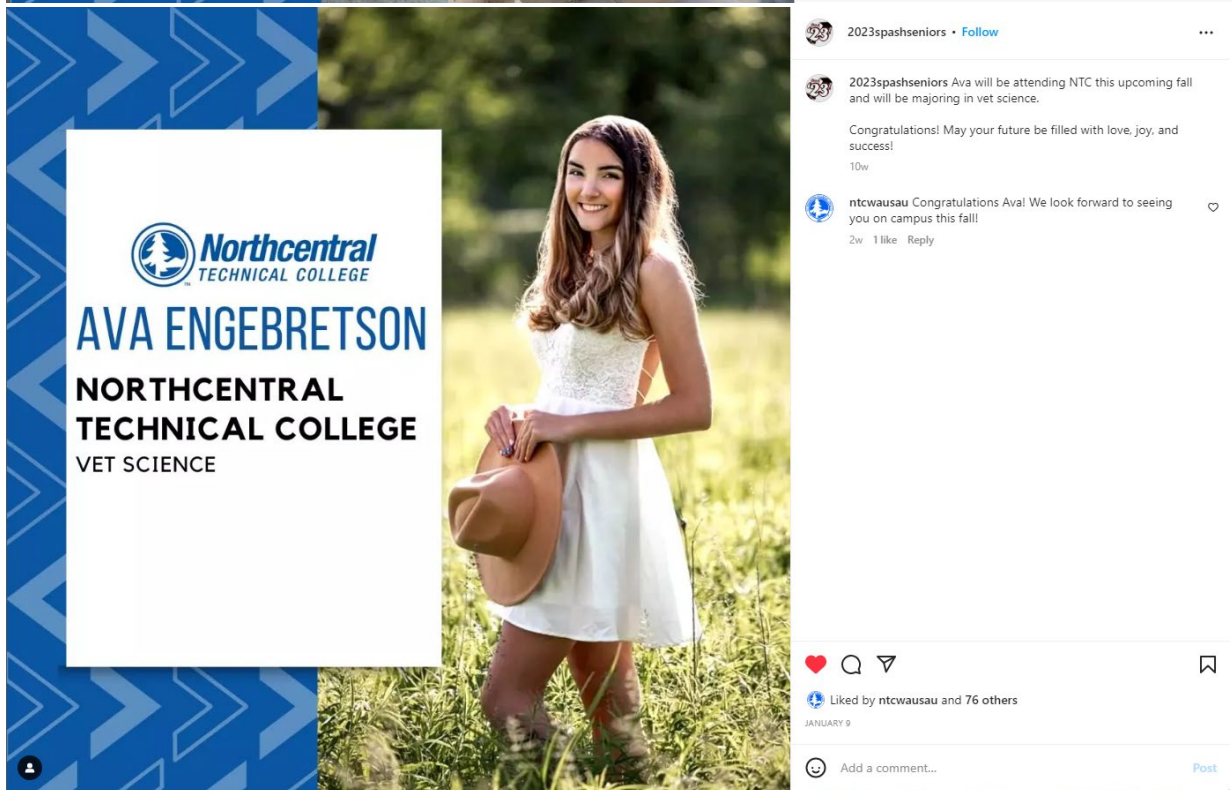 Northcentral
TECHNICAL COLLEGE
AVA ENGEBRETSON
NORTHCENTRAL
TECHNICAL COLLEGE
VET SCIENCE
2023spashseniors • Follow
2023spashseniors Ava will be attending NTC this upcoming fall
and will be majoring in vet science.
Congratulations! May your future be filled with love, joy, and
success!
10w
ntcwausau Congratulations Ava! We look forward to seeing
you on campus this fall!
2w 1 like Reply
Liked by ntcwausau and 76 others
JANUARY 9
Add a comment...
Post